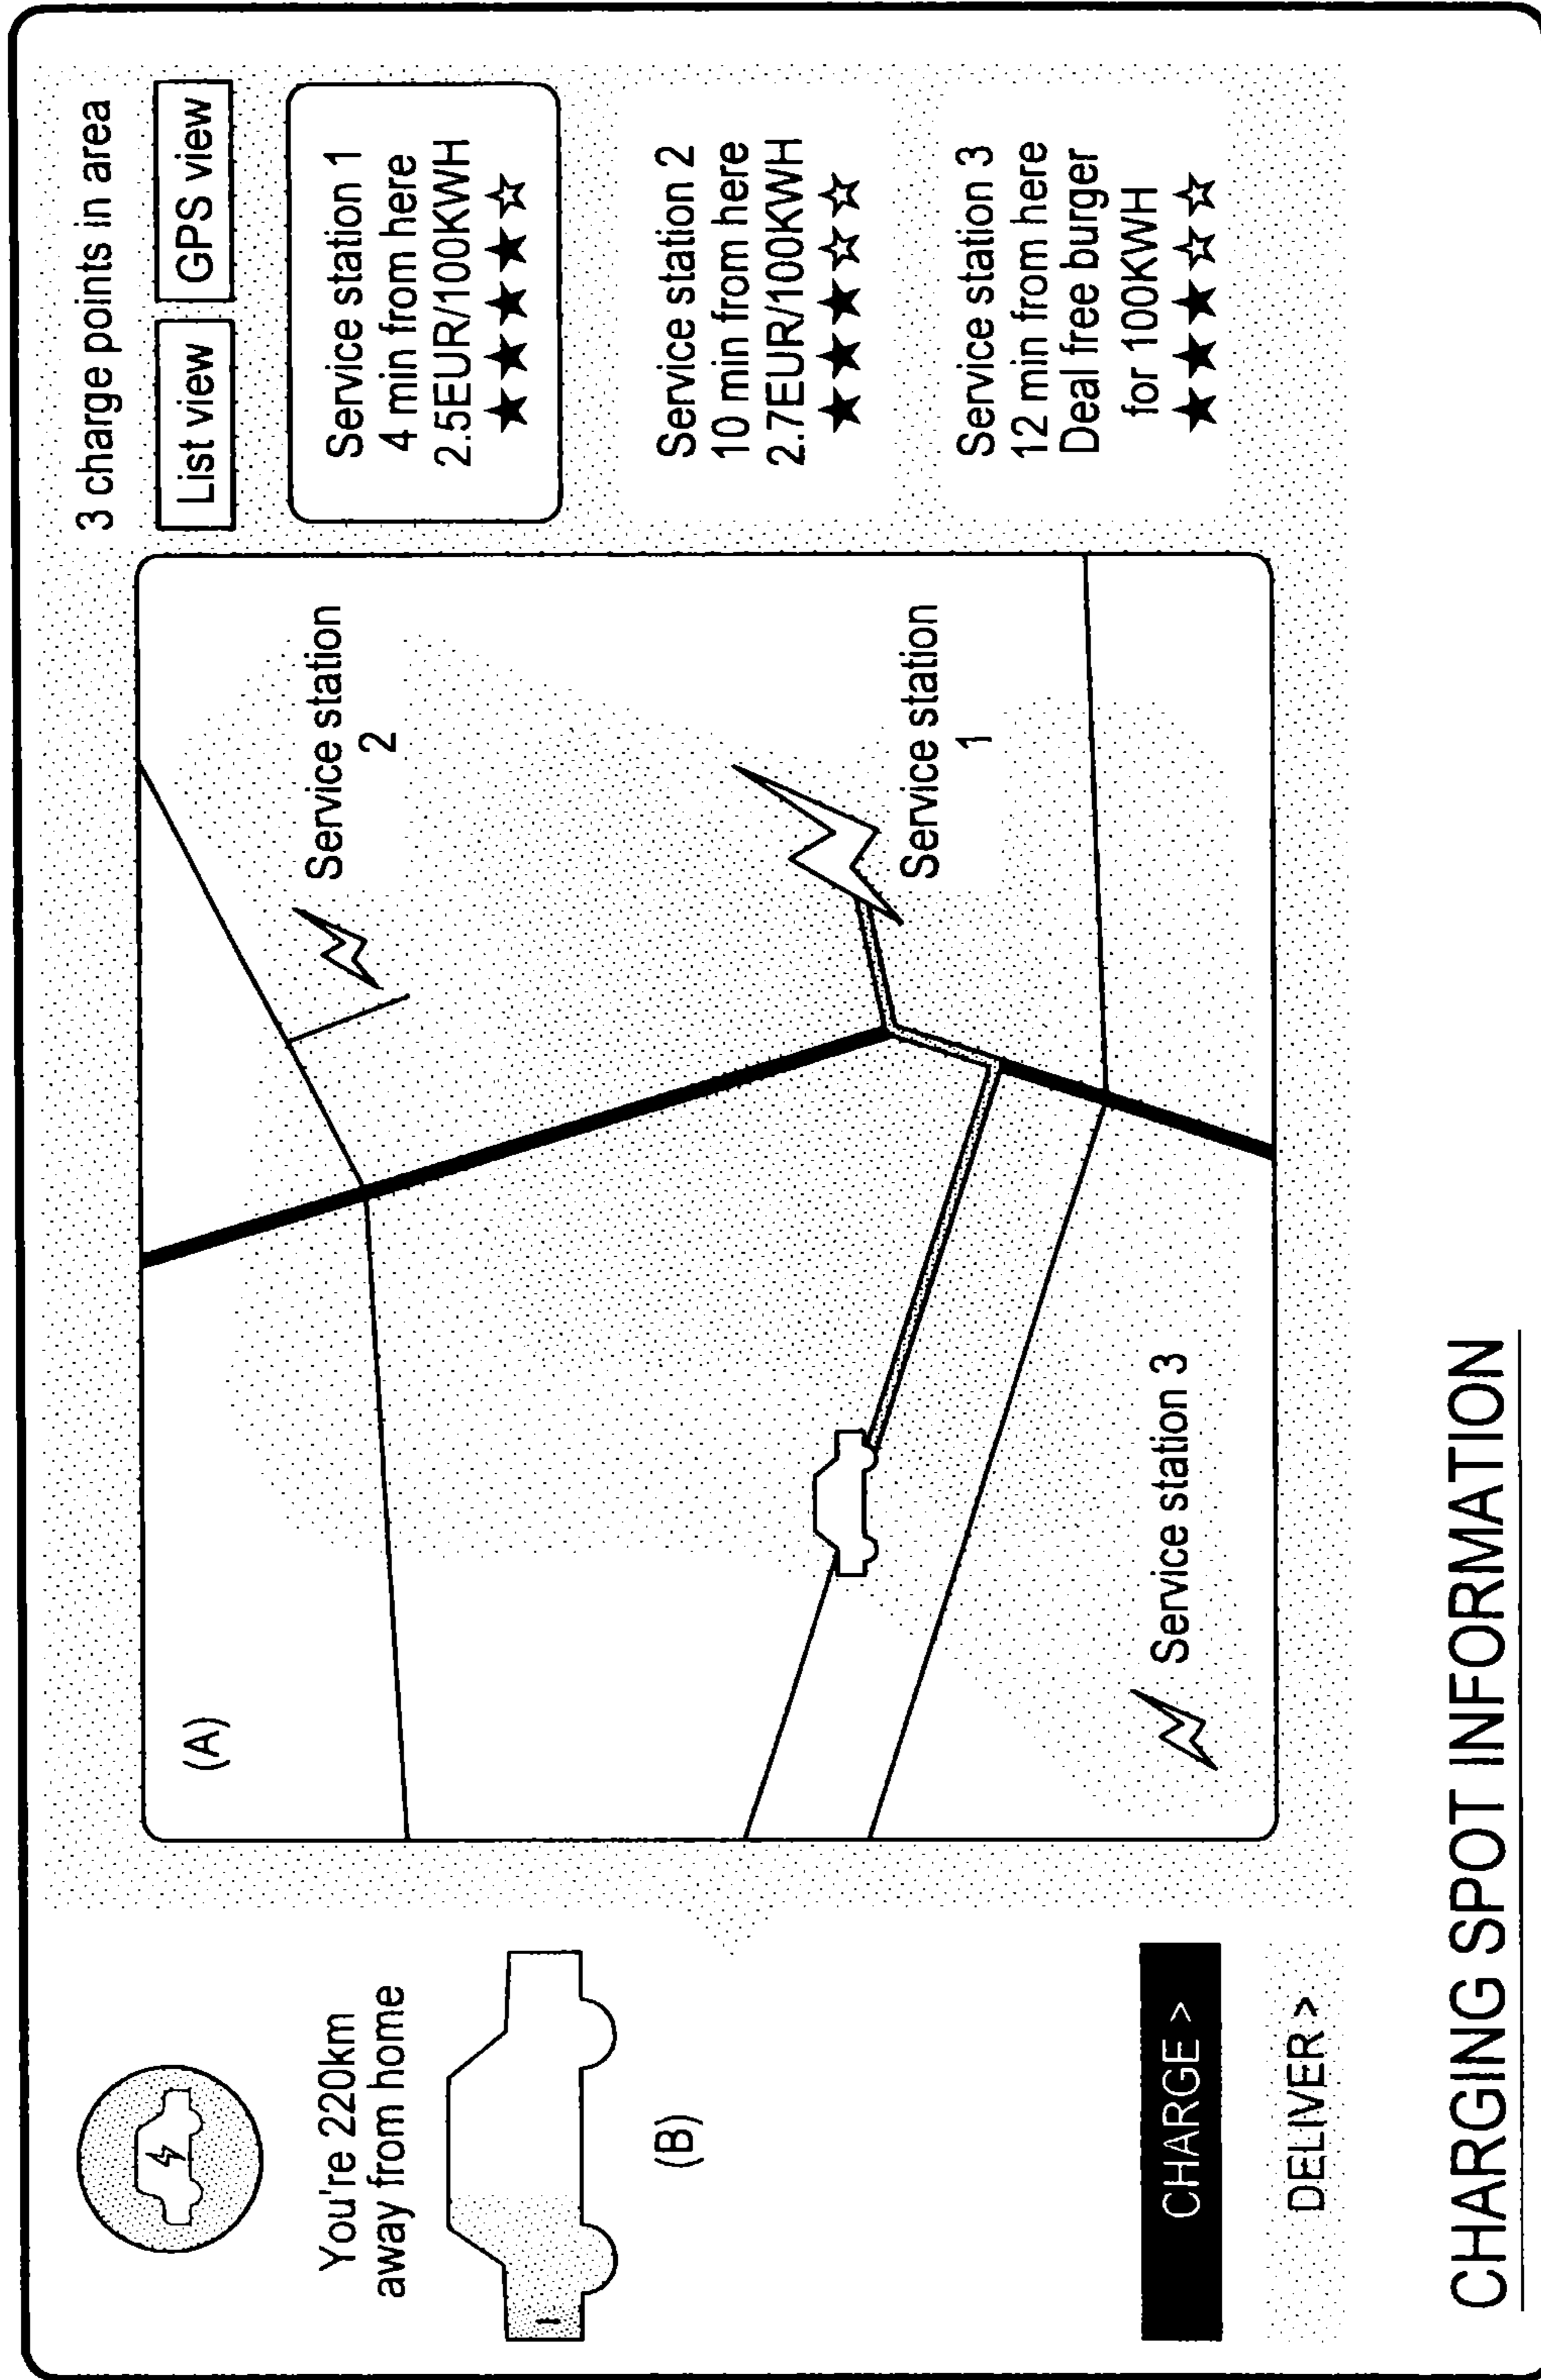 You're 220km
away from home
(B)
CHARGE >
DELIVER >
(A)
Service station
2
Service station
1
Service station 3
3 charge points in area
List view
GPS view
Service station 1
4 min from here
2.5EUR/100KWH
★★★★☆
Service station 2
10 min from here
2.7EUR/100KWH
★★★☆☆
Service station 3
12 min from here
Deal free burger
for 100KWH
★★★☆☆
CHARGING SPOT INFORMATION